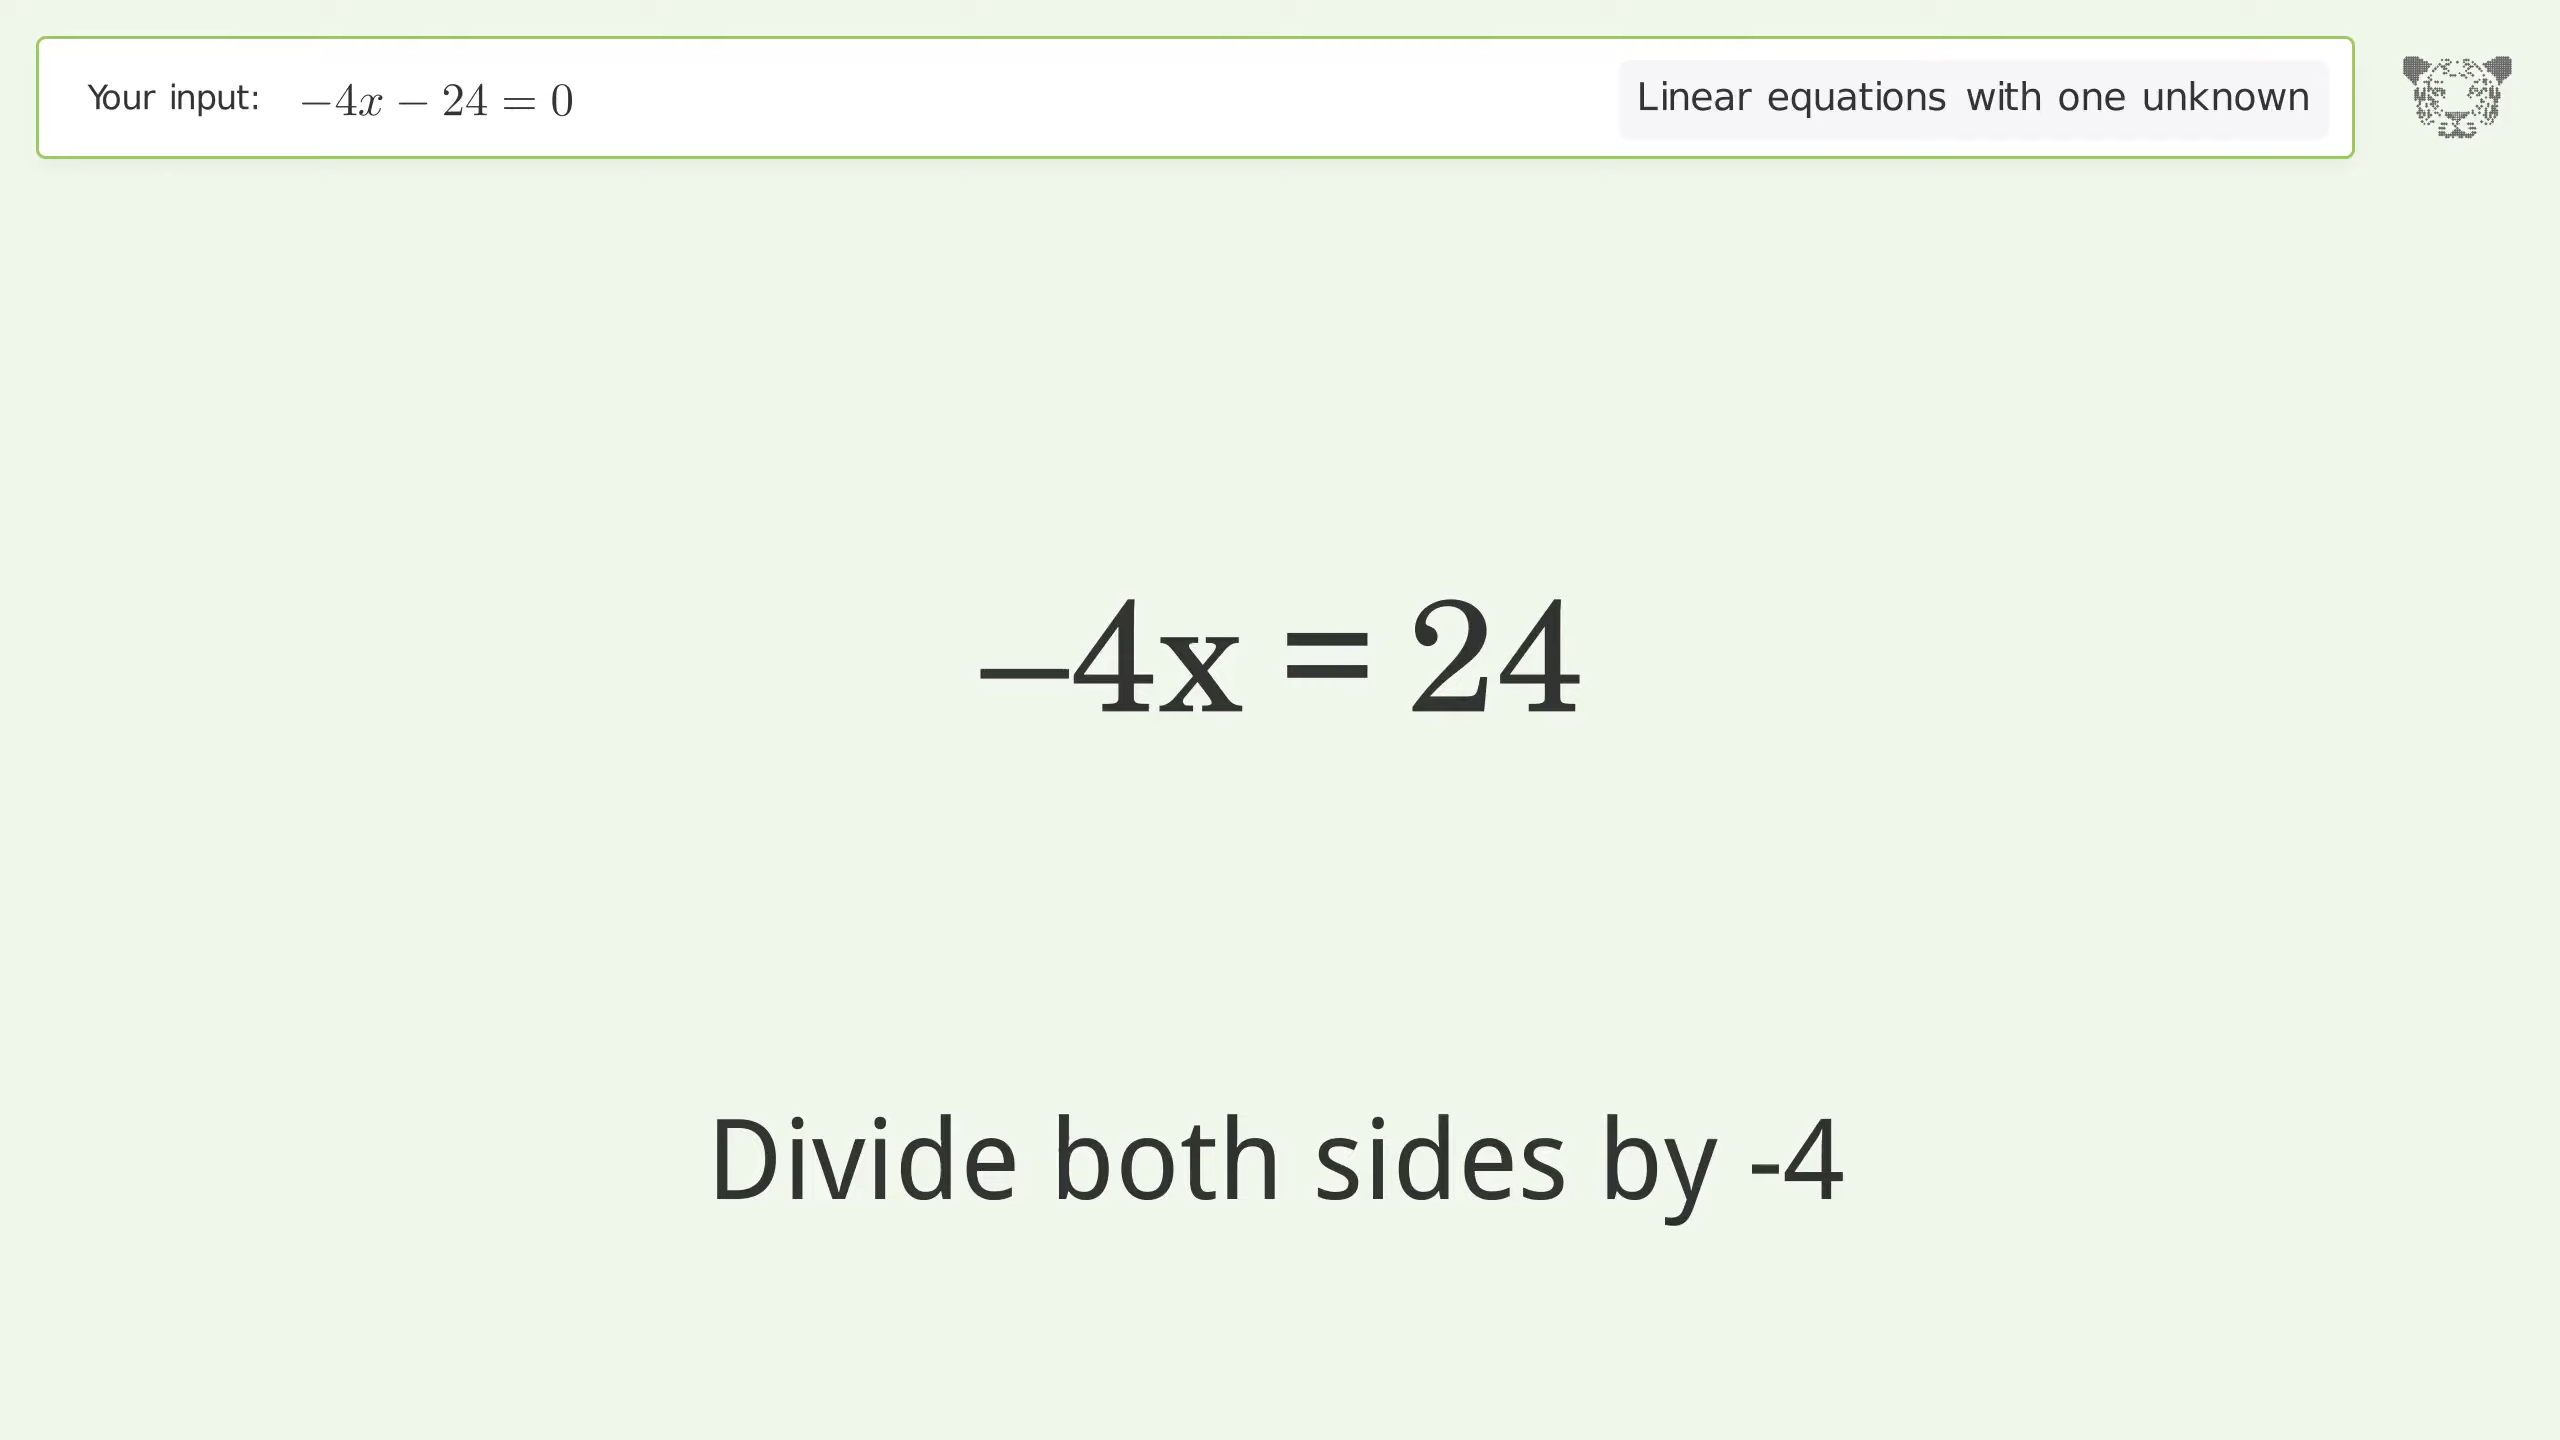 Your input: −4x − 24 = 0
Linear equations with one unknown
−4x = 24
Divide both sides by -4